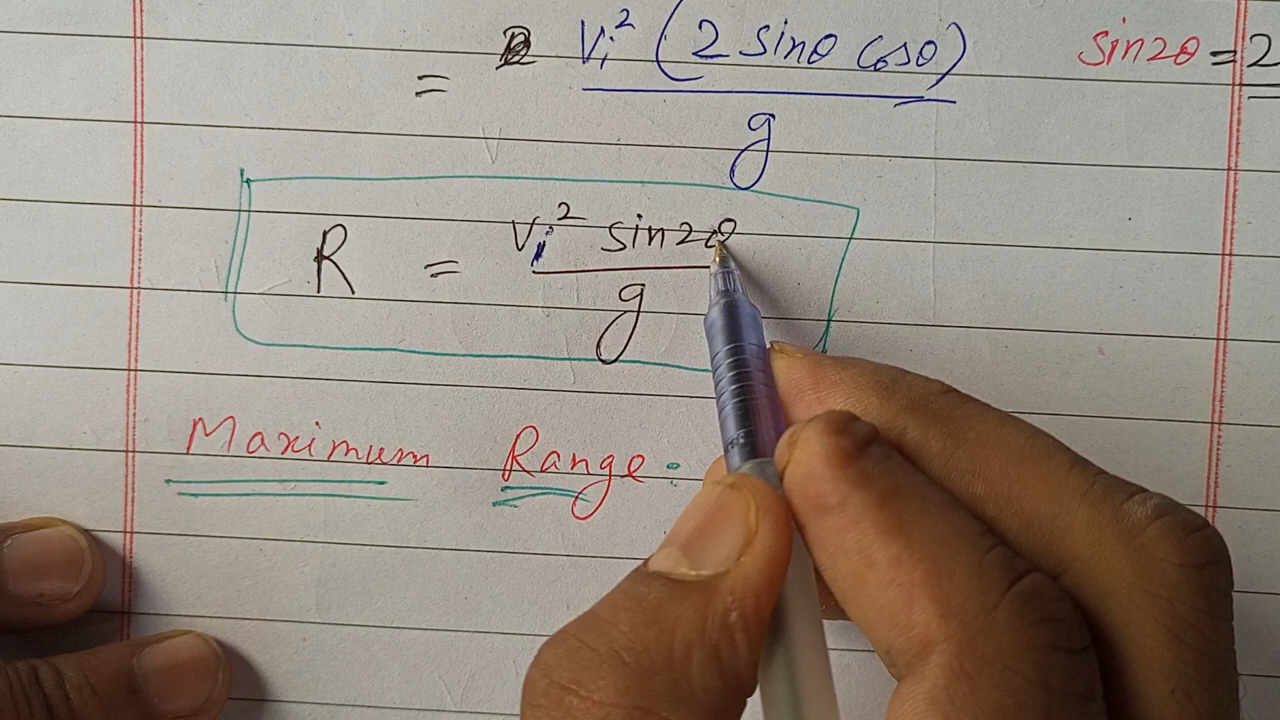 = Vi² (2 sinθ cosθ) sin2θ = 2
g
R = Vi² sin2θ
g
Maximum Range: